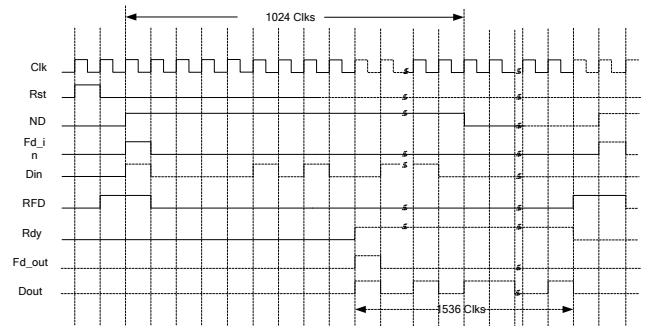 1024 Clks
Clk
Rst
ND
Fd_i
n
Din
RFD
Rdy
Fd_out
Dout
1536 Clks